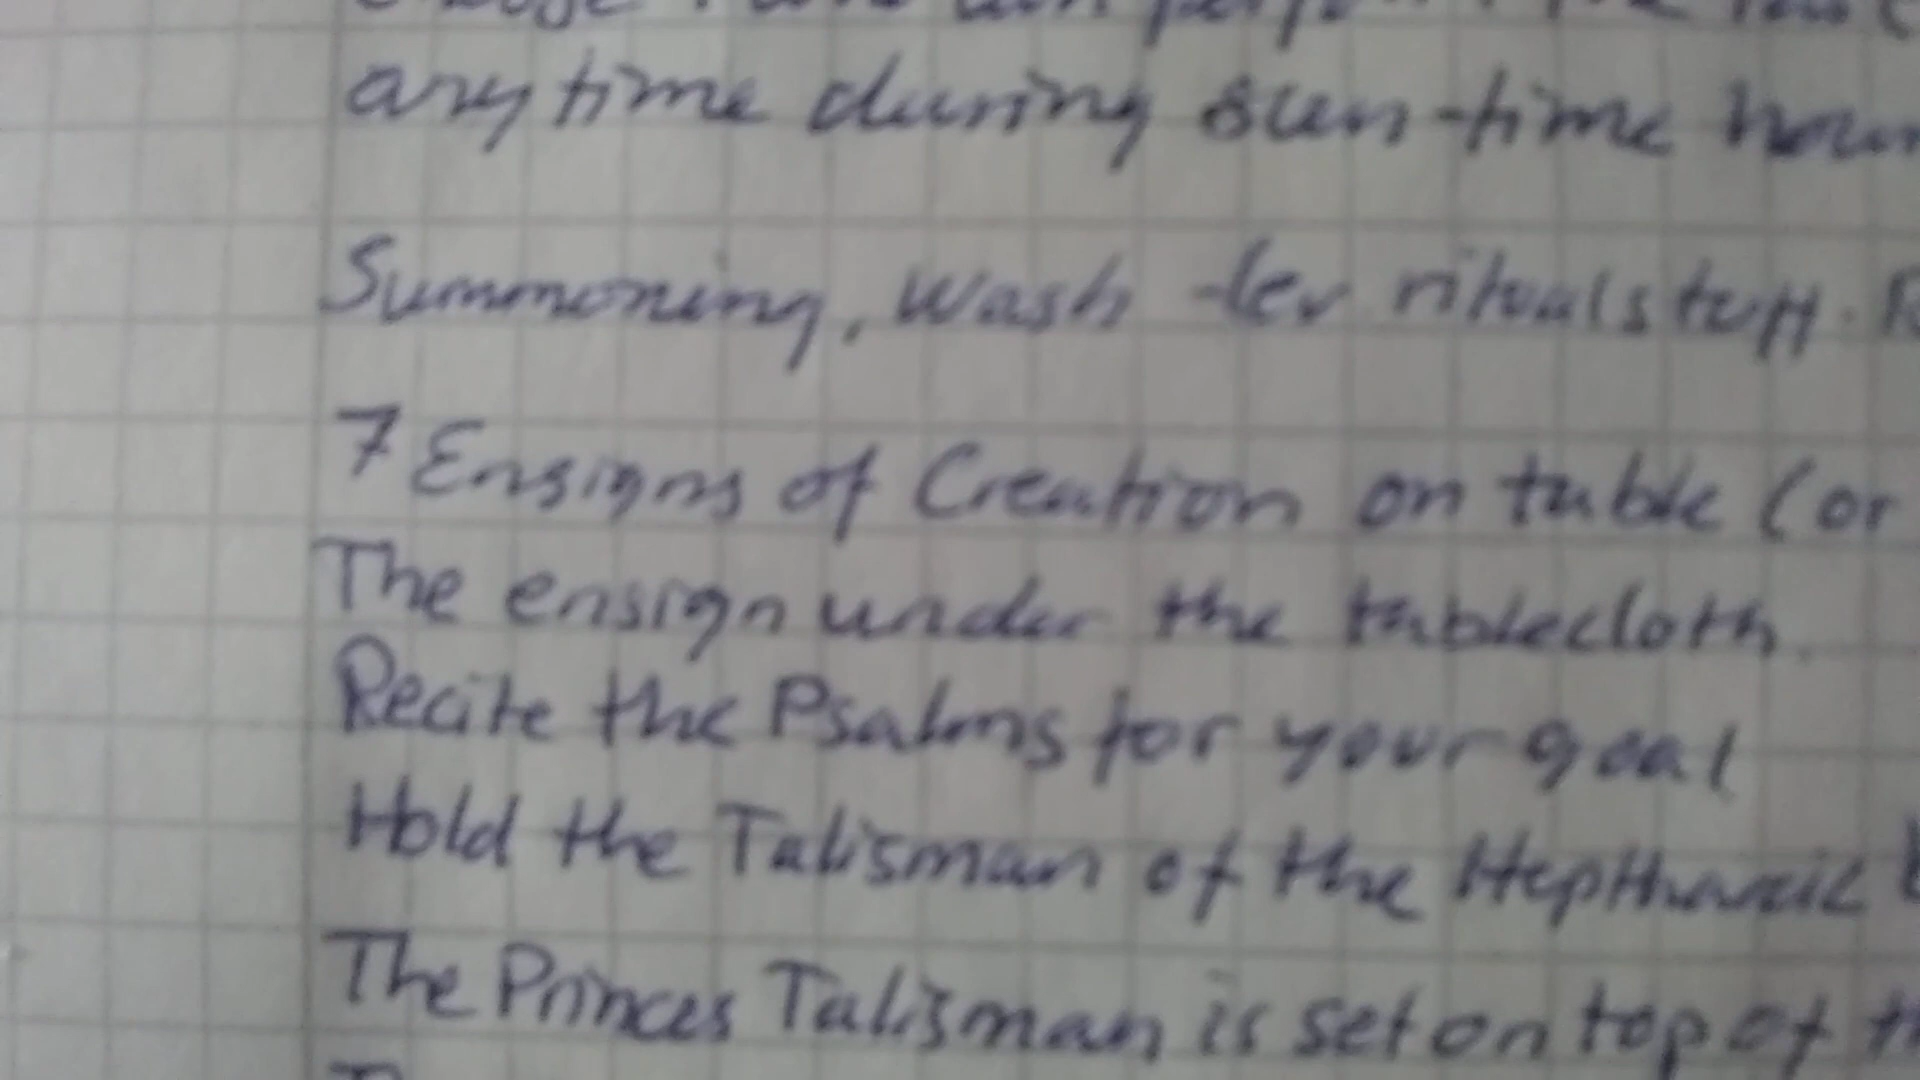 any time during sun-time
Summoning, wash ritual stuff.
7 Ensigns of Creation on table (or
The ensign under the tablecloth.
Recite the Psalms for your goal
Hold the Talisman of the
The Princes Talisman is set on top of